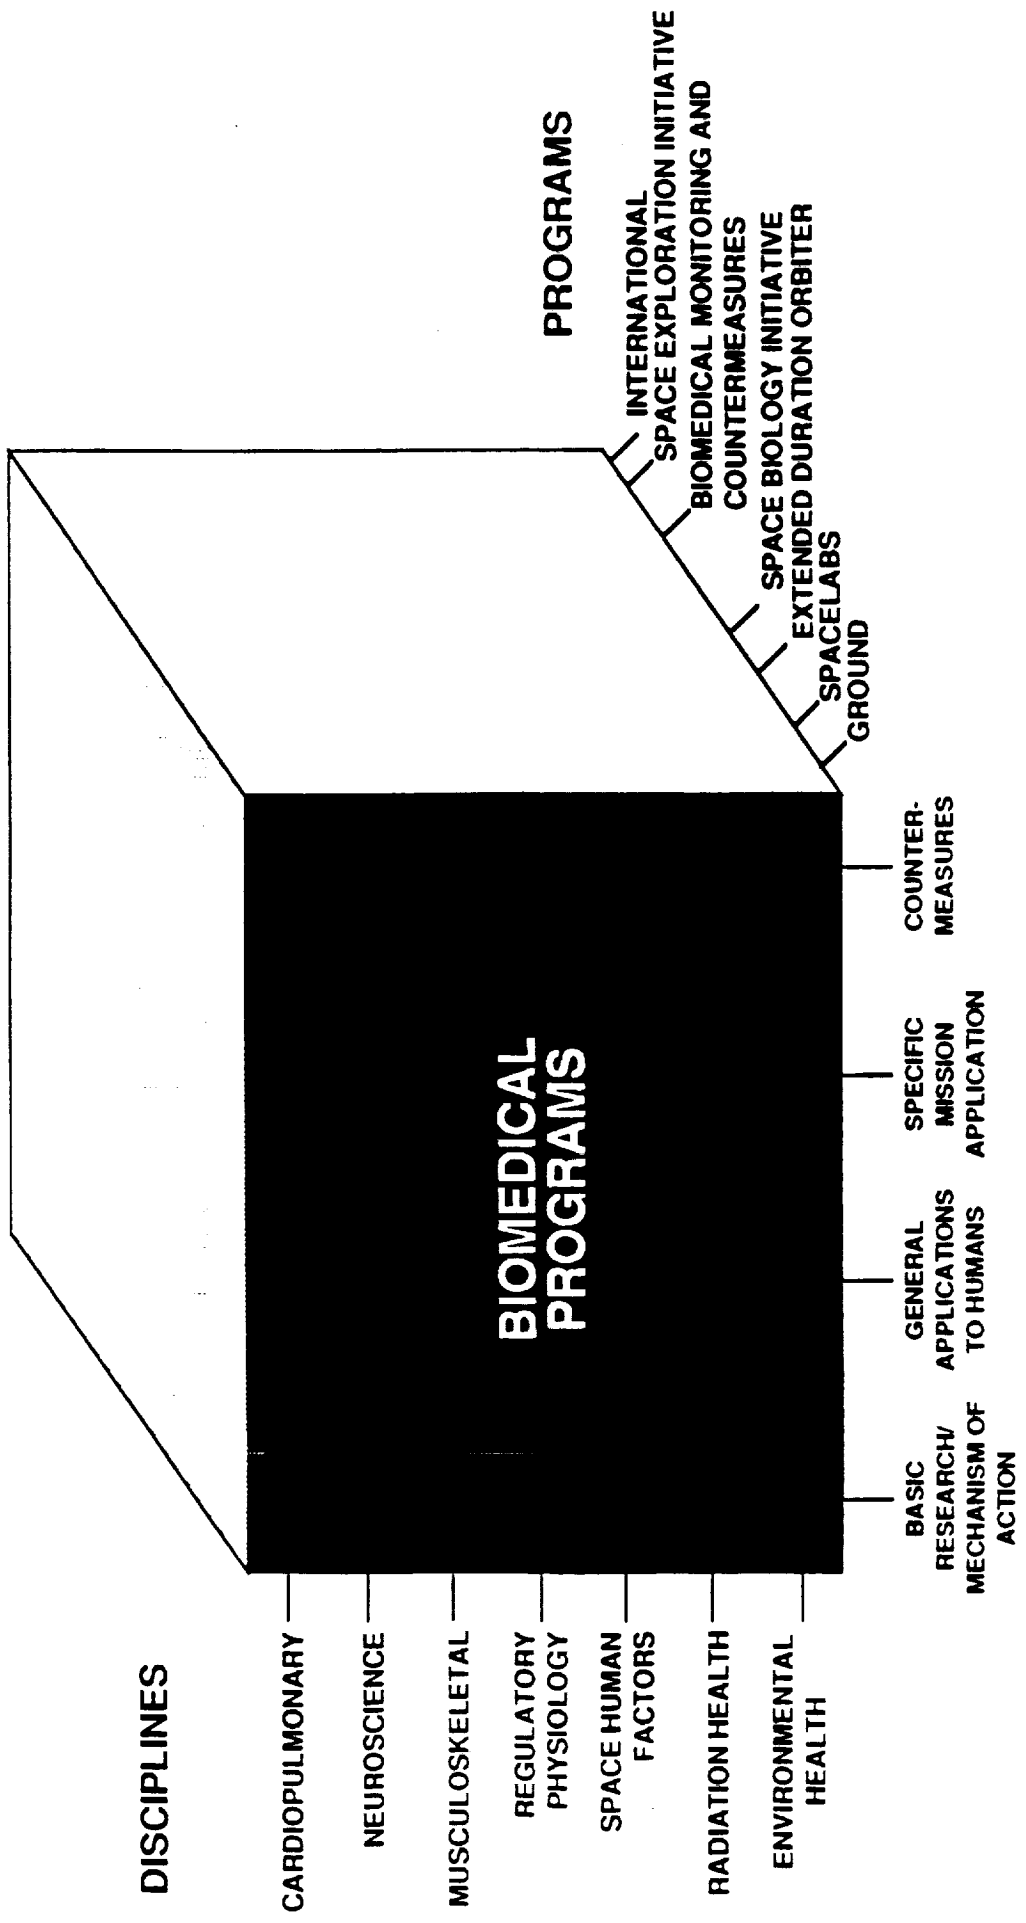 DISCIPLINES
CARDIOPULMONARY
NEUROSCIENCE
MUSCULOSKELETAL
REGULATORY
PHYSIOLOGY
SPACE HUMAN
FACTORS
RADIATION HEALTH
ENVIRONMENTAL
HEALTH
BIOMEDICAL
PROGRAMS
BASIC
RESEARCH/
MECHANISM OF
ACTION
GENERAL
APPLICATIONS
TO HUMANS
SPECIFIC
MISSION
APPLICATION
COUNTER-
MEASURES
PROGRAMS
INTERNATIONAL
SPACE EXPLORATION INITIATIVE
BIOMEDICAL MONITORING AND
COUNTERMEASURES
SPACE BIOLOGY INITIATIVE
EXTENDED DURATION ORBITER
SPACELABS
GROUND